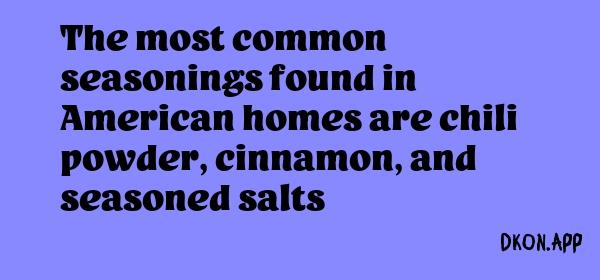 The most common
seasonings found in
American homes are chili
powder, cinnamon, and
seasoned salts
DKON.APP